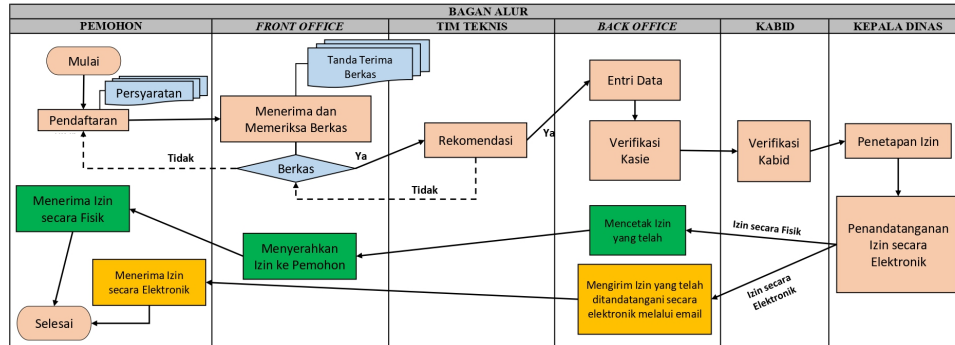 BAGAN ALUR
PEMOHON
FRONT OFFICE
TIM TEKNIS
BACK OFFICE
KABID
KEPALA DINAS
Mulai
Persyaratan
Pendaftaran
Tanda Terima
Berkas
Menerima dan
Memeriksa Berkas
Berkas
Tidak
Ya
Rekomendasi
Tidak
Ya
Entri Data
Verifikasi
Kasie
Verifikasi
Kabid
Penetapan Izin
Penandatanganan
Izin secara
Elektronik
Izin secara Fisik
Izin secara
Elektronik
Mencetak Izin
yang telah
Mengirim Izin yang telah
ditandatangani secara
elektronik melalui email
Menyerahkan
Izin ke Pemohon
Menerima Izin
secara Fisik
Menerima Izin
secara Elektronik
Selesai